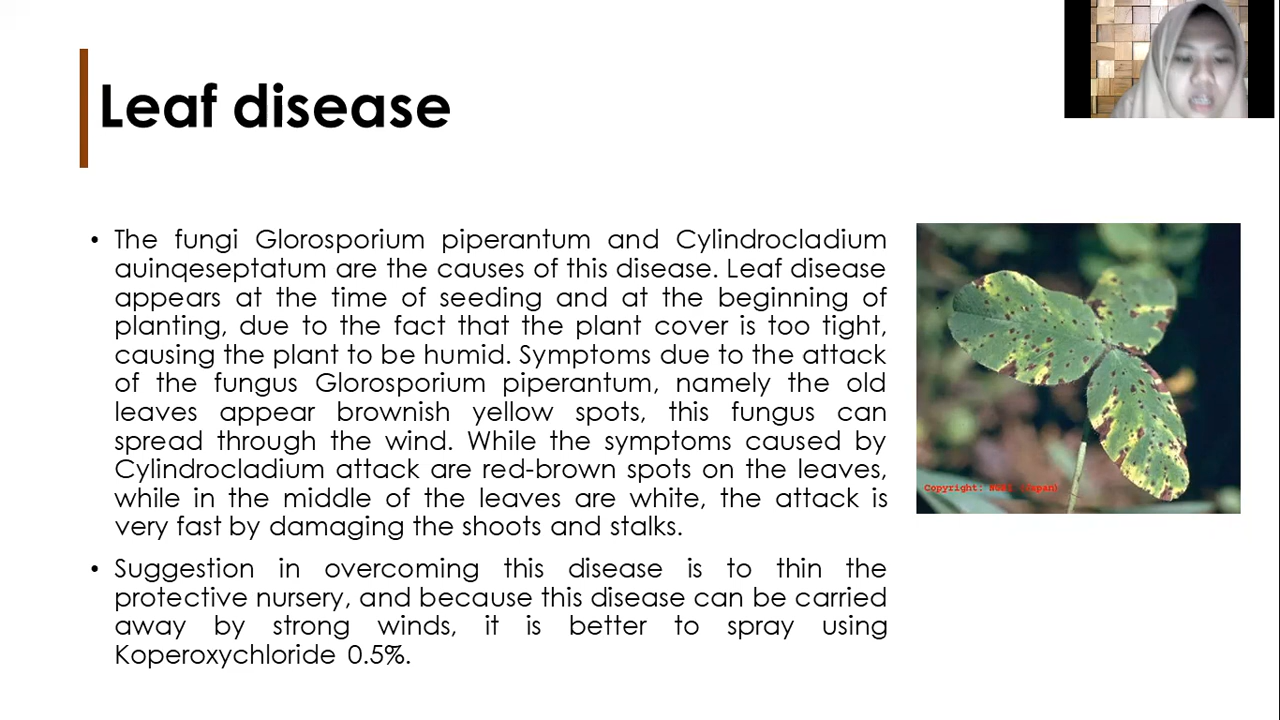 Leaf disease
• The fungi Glorosporium piperantum and Cylindrocladium
auinqeseptatum are the causes of this disease. Leaf disease
appears at the time of seeding and at the beginning of
planting, due to the fact that the plant cover is too tight,
causing the plant to be humid. Symptoms due to the attack
of the fungus Glorosporium piperantum, namely the old
leaves appear brownish yellow spots, this fungus can
spread through the wind. While the symptoms caused by
Cylindrocladium attack are red-brown spots on the leaves,
while in the middle of the leaves are white, the attack is
very fast by damaging the shoots and stalks.
• Suggestion in overcoming this disease is to thin the
protective nursery, and because this disease can be carried
away by strong winds, it is better to spray using
Koperoxychloride 0.5%.
Copyright: (Japan)